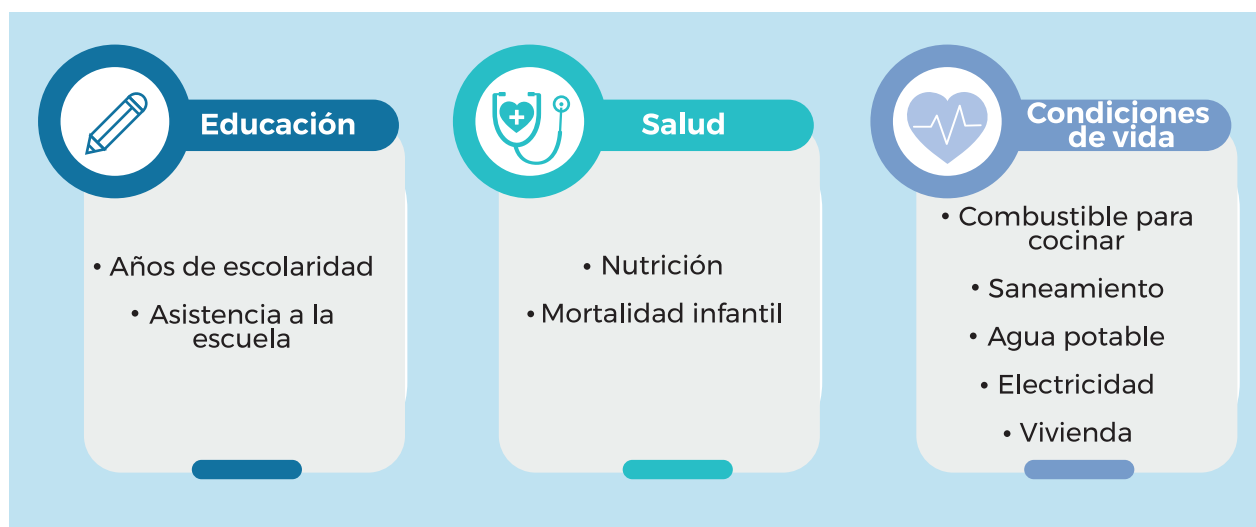 Educación
• Años de escolaridad
• Asistencia a la
escuela
Salud
• Nutrición
• Mortalidad infantil
Condiciones
de vida
• Combustible para
cocinar
• Saneamiento
• Agua potable
• Electricidad
• Vivienda